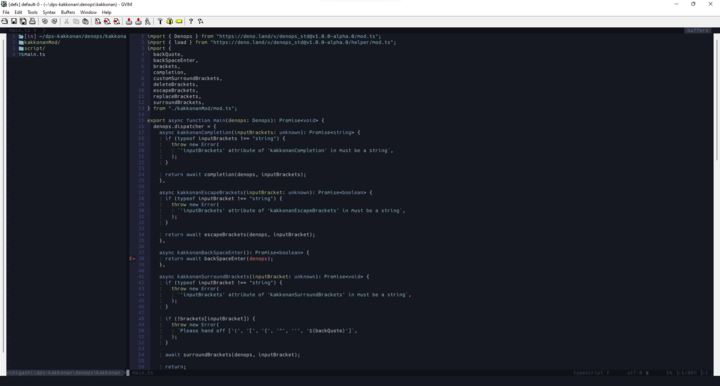 [defx] default-0 - (~\dps-kakkonan\denops\kakkonan) - GVIM
File Edit Tools Syntax Buffers Window Help
buffers
[in] ~/dps-kakkonan/denops/kakkona
kakkonanMod/
script/
main.ts
import { Denops } from "https://deno.land/x/denops_std@v1.0.0-alpha.0/mod.ts";
import { load } from "https://deno.land/x/denops_std@v1.0.0-alpha.0/helper/mod.ts";
import {
backQuote,
backSpaceEnter,
brackets,
completion,
customSurroundBrackets,
deleteBrackets,
escapeBrackets,
replaceBrackets,
surroundBrackets,
} from "./kakkonanMod/mod.ts";
export async function main(denops: Denops): Promise<void> {
denops.dispatcher = {
async kakkonanCompletion(inputBrackets: unknown): Promise<string> {
if (typeof inputBrackets !== "string") {
throw new Error(
`'inputBrackets' attribute of 'kakkonanCompletion' in must be a string`,
);
}
return await completion(denops, inputBrackets);
},
async kakkonanEscapeBrackets(inputBracket: unknown): Promise<boolean> {
if (typeof inputBracket !== "string") {
throw new Error(
`'inputBrackets' attribute of 'kakkonanEscapeBrackets' in must be a string`,
);
}
return await escapeBrackets(denops, inputBracket);
},
async kakkonanBackSpaceEnter(): Promise<boolean> {
return await backSpaceEnter(denops);
},
async kakkonanSurroundBrackets(inputBracket: unknown): Promise<void> {
if (typeof inputBracket !== "string") {
throw new Error(
`'inputBrackets' attribute of 'kakkonanSurroundBrackets' in must be a string`,
);
}
if (!brackets[inputBracket]) {
throw new Error(
`Please hand off ['(', '[', '{', '"', ''', '${backQuote}']`,
);
}
await surroundBrackets(denops, inputBracket);
return;
main.ts
typescript
utf-8